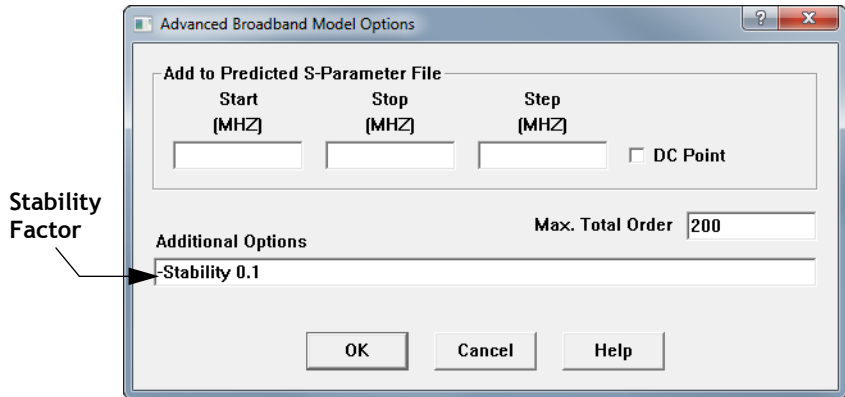 Advanced Broadband Model Options
Add to Predicted S-Parameter File
Start Stop Step
(MHZ) (MHZ) (MHZ)
DC Point
Stability
Factor
Max. Total Order 200
Additional Options
-Stability 0.1
OK Cancel Help